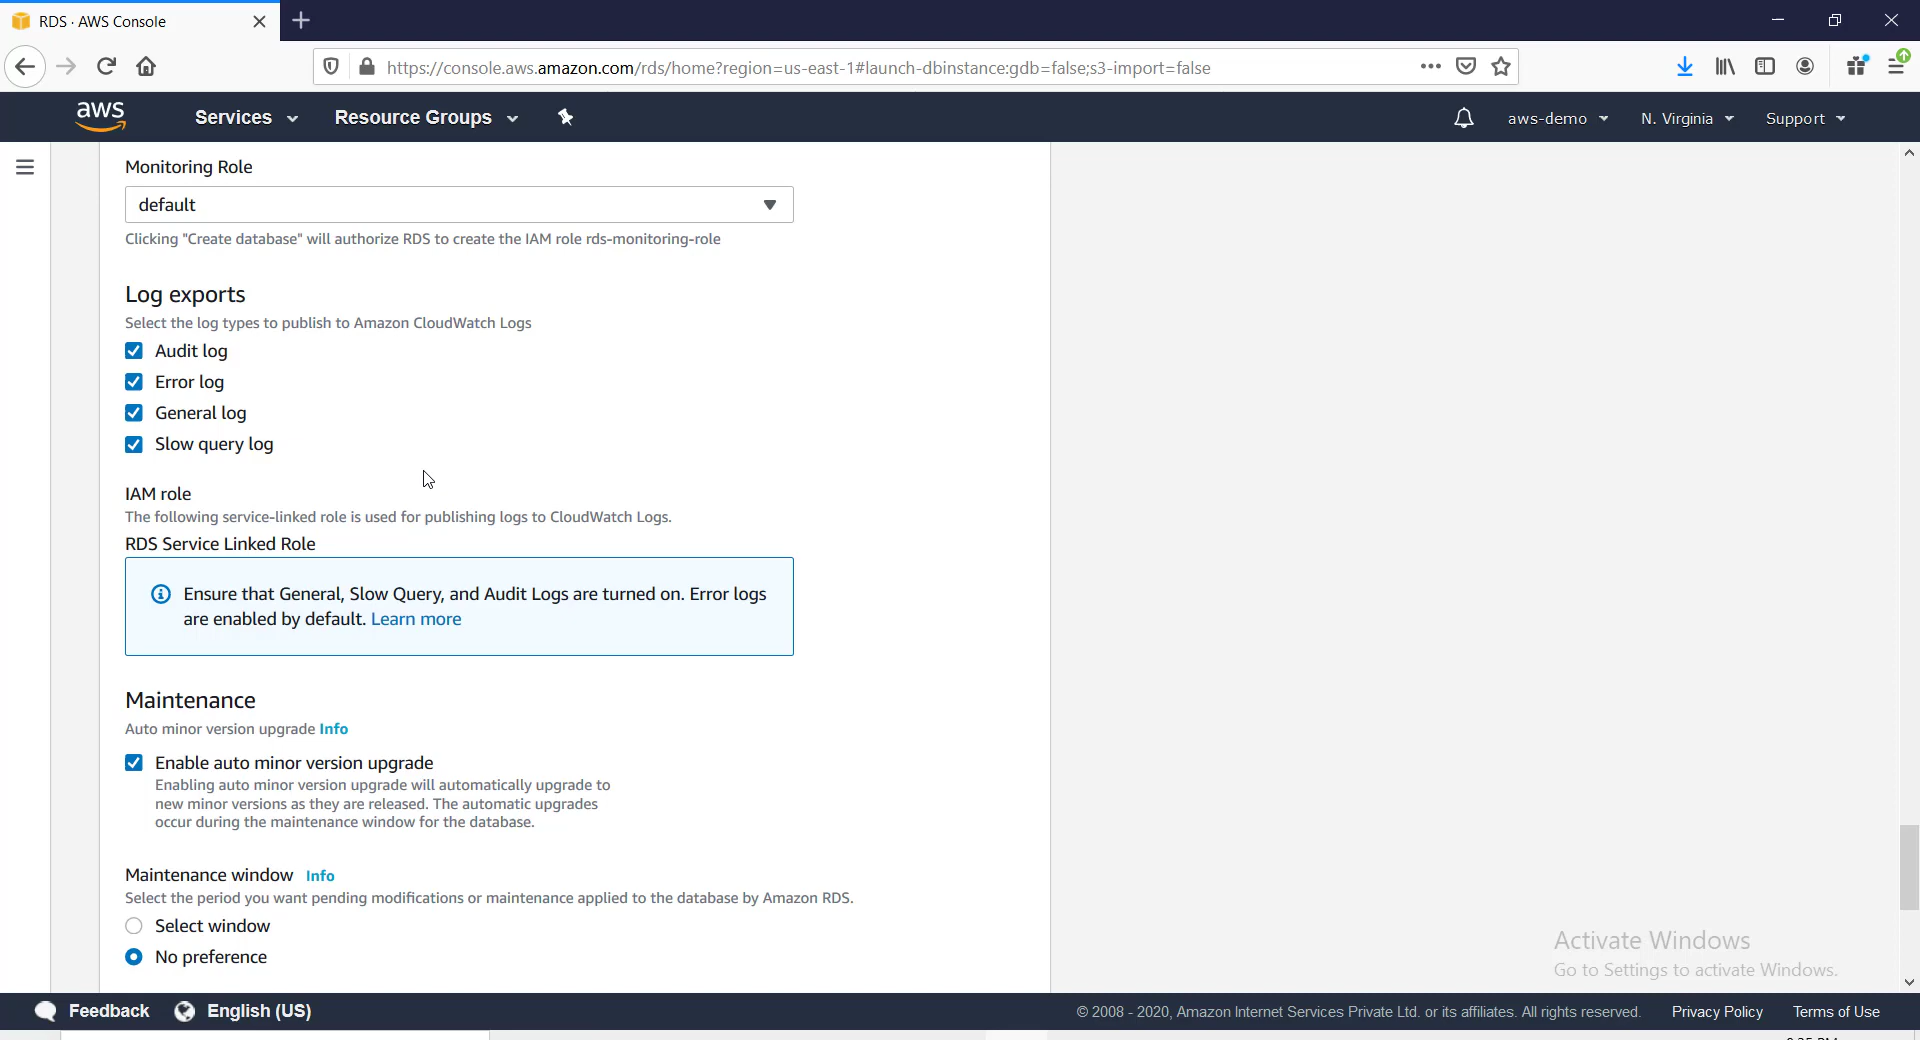 RDS · AWS Console
https://console.aws.amazon.com/rds/home?region=us-east-1#launch-dbinstance:gdb=false;s3-import=false
aws Services Resource Groups aws-demo N. Virginia Support
Monitoring Role
default
Clicking "Create database" will authorize RDS to create the IAM role rds-monitoring-role
Log exports
Select the log types to publish to Amazon CloudWatch Logs
Audit log
Error log
General log
Slow query log
IAM role
The following service-linked role is used for publishing logs to CloudWatch Logs.
RDS Service Linked Role
Ensure that General, Slow Query, and Audit Logs are turned on. Error logs
are enabled by default. Learn more
Maintenance
Auto minor version upgrade Info
Enable auto minor version upgrade
Enabling auto minor version upgrade will automatically upgrade to
new minor versions as they are released. The automatic upgrades
occur during the maintenance window for the database.
Maintenance window Info
Select the period you want pending modifications or maintenance applied to the database by Amazon RDS.
Select window
No preference
Activate Windows
Go to Settings to activate Windows.
Feedback English (US) © 2008 - 2020, Amazon Internet Services Private Ltd. or its affiliates. All rights reserved. Privacy Policy Terms of Use